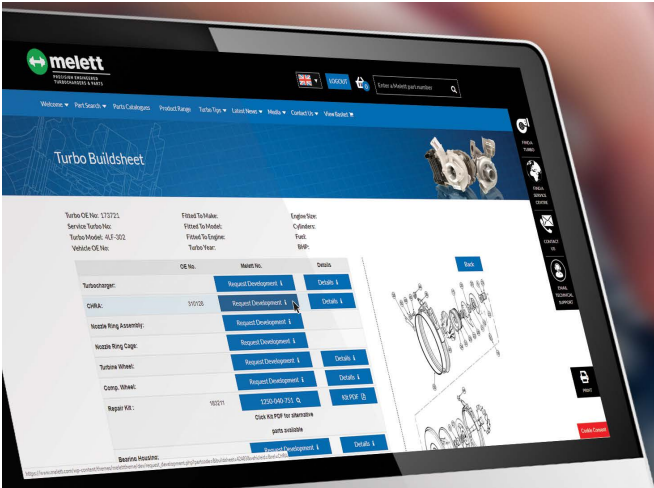 melett
PRECISION ENGINEERED
TURBOCHARGERS & PARTS
LOGOUT
Enter a Melett part number
Welcome Part Search Parts Catalogues Product Range Turbo Tips Latest News Media Contact Us View Basket
Turbo Buildsheet
FIND A
TURBO
FIND A
SERVICE
CENTRE
CONTACT
US
EMAIL
TECHNICAL
SUPPORT
PRINT
Cookie Consent
Turbo OE No: 173721 Fitted To Make: Engine Size:
Service Turbo No: Fitted To Model: Cylinders:
Turbo Model: 4LF-302 Fitted To Engine: Fuel:
Vehicle OE No: Turbo Year: BHP:
Back
OE No. Melett No. Details
Turbocharger: Request Development i Details i
CHRA: 310128 Request Development i Details i
Nozzle Ring Assembly: Request Development i
Nozzle Ring Cage: Request Development i
Turbine Wheel: Request Development i Details i
Comp. Wheel: Request Development i Details i
Repair Kit: 183211 1250-040-751 Kit PDF
Click Kit PDF for alternative
parts available
Bearing Housing: Request Development i Details i